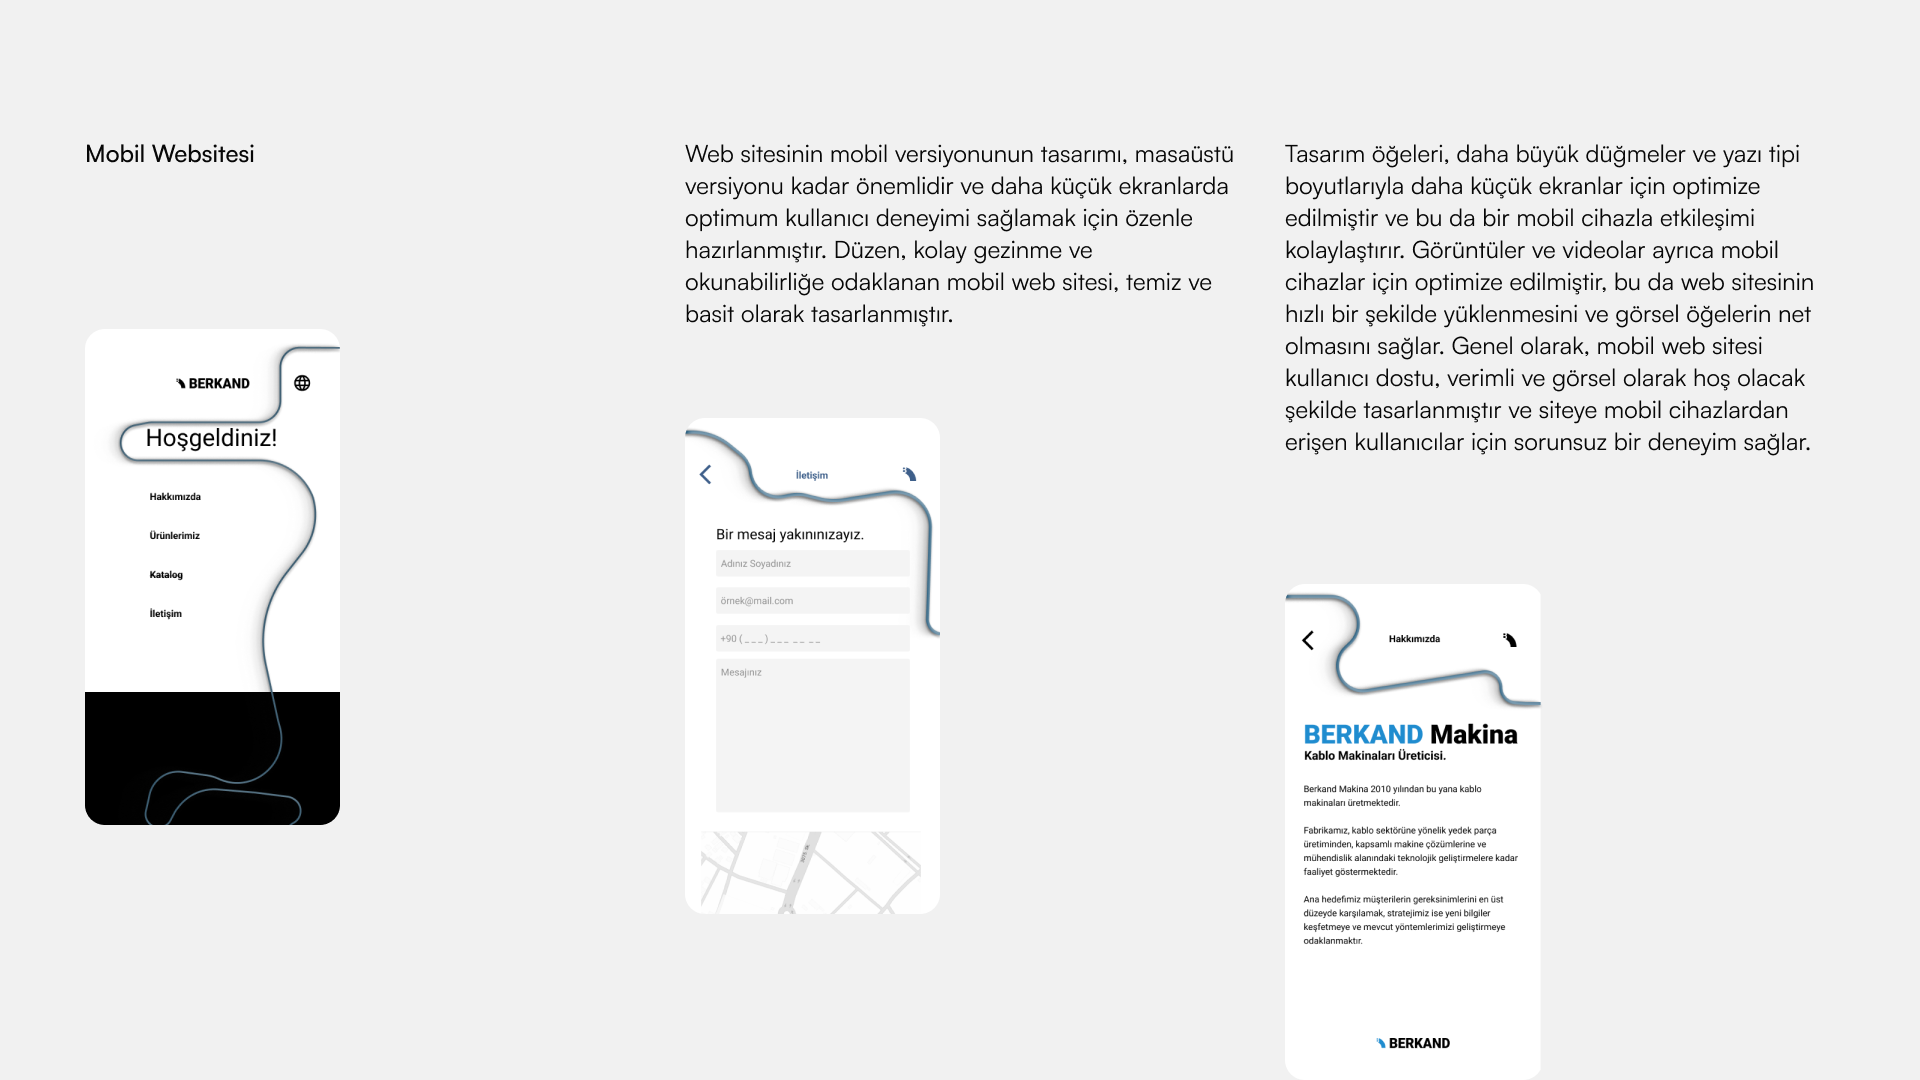 Mobil Websitesi
Web sitesinin mobil versiyonunun tasarımı, masaüstü
versiyonu kadar önemlidir ve daha küçük ekranlarda
optimum kullanıcı deneyimi sağlamak için özenle
hazırlanmıştır. Düzen, kolay gezinme ve
okunabilirliğe odaklanan mobil web sitesi, temiz ve
basit olarak tasarlanmıştır.
Tasarım öğeleri, daha büyük düğmeler ve yazı tipi
boyutlarıyla daha küçük ekranlar için optimize
edilmiştir ve bu da bir mobil cihazla etkileşimi
kolaylaştırır. Görüntüler ve videolar ayrıca mobil
cihazlar için optimize edilmiştir, bu da web sitesinin
hızlı bir şekilde yüklenmesini ve görsel öğelerin net
olmasını sağlar. Genel olarak, mobil web sitesi
kullanıcı dostu, verimli ve görsel olarak hoş olacak
şekilde tasarlanmıştır ve siteye mobil cihazlardan
erişen kullanıcılar için sorunsuz bir deneyim sağlar.
BERKAND
Hoşgeldiniz!
Hakkımızda
Ürünlerimiz
Katalog
İletişim
İletişim
Bir mesaj yakınınızayız.
Adınız Soyadınız
örnek@mail.com
+90 ( _ _ _ ) _ _ _ _ _ _ _
Mesajınız
Hakkımızda
BERKAND Makina
Kablo Makinaları Üreticisi.
Berkand Makina 2010 yılından bu yana kablo
makinaları üretmektedir.
Fabrikamız, kablo sektörüne yönelik yedek parça
üretiminden, kapsamlı makine çözümlerine ve
mühendislik alanındaki teknolojik geliştirmelere kadar
faaliyet göstermektedir.
Ana hedefimiz müşterilerin gereksinimlerini en üst
düzeyde karşılamak, stratejimiz ise yeni bilgiler
keşfetmeye ve mevcut yöntemlerimizi geliştirmeye
odaklanmaktır.
BERKAND